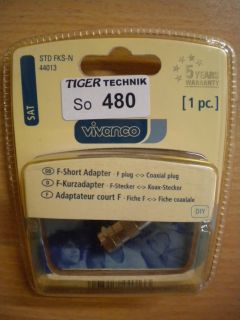 STD FKS-N
44013
5 YEARS
WARRANTY
SAT
TIGER TECHNIK
So 480
[1 pc.]
vivanco
F-Short Adapter - F plug <-> Coaxial plug
D F-Kurzadapter - F-Stecker <-> Koax-Stecker
F Adaptateur court F - Fiche F <-> Fiche coaxiale
DIY